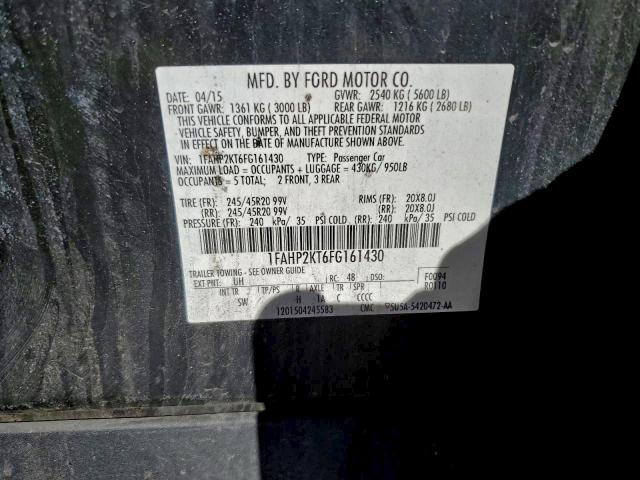 MFD. BY FORD MOTOR CO.
DATE: 04/15 GVWR: 2540 KG ( 5600 LB)
FRONT GAWR: 1361 KG ( 3000 LB) REAR GAWR: 1216 KG ( 2680 LB)
THIS VEHICLE CONFORMS TO ALL APPLICABLE FEDERAL MOTOR
VEHICLE SAFETY, BUMPER, AND THEFT PREVENTION STANDARDS
IN EFFECT ON THE DATE OF MANUFACTURE SHOWN ABOVE.
VIN: 1FAHP2KT6FG161430 TYPE: Passenger Car
MAXIMUM LOAD = OCCUPANTS + LUGGAGE = 430KG/ 950LB
OCCUPANTS = 5 TOTAL: 2 FRONT, 3 REAR
TIRE (FR): 245/45R20 99V RIMS (FR): 20X8.0J
(RR): 245/45R20 99V (RR): 20X8.0J
PRESSURE (FR): 240 kPa/ 35 PSI COLD (RR): 240 kPa/ 35 PSI COLD
1FAHP2KT6FG161430
TRAILER TOWING - SEE OWNER GUIDE
EXT PNT: UH RC: 48 DSO: F0094
INT TR TP/PS R AXLE TR SPR R0110
SW H 1A C CCCC
1201504245583 CMC 5U5A-5420472-AA